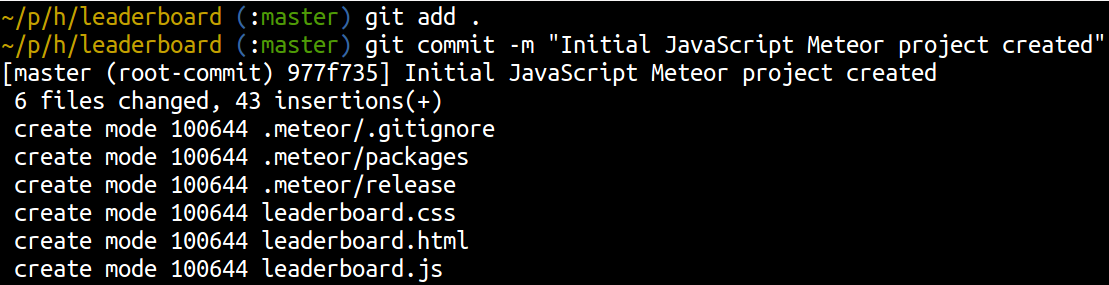 ~/p/h/leaderboard (:master) git add .
~/p/h/leaderboard (:master) git commit -m "Initial JavaScript Meteor project created"
[master (root-commit) 977f735] Initial JavaScript Meteor project created
 6 files changed, 43 insertions(+)
 create mode 100644 .meteor/.gitignore
 create mode 100644 .meteor/packages
 create mode 100644 .meteor/release
 create mode 100644 leaderboard.css
 create mode 100644 leaderboard.html
 create mode 100644 leaderboard.js